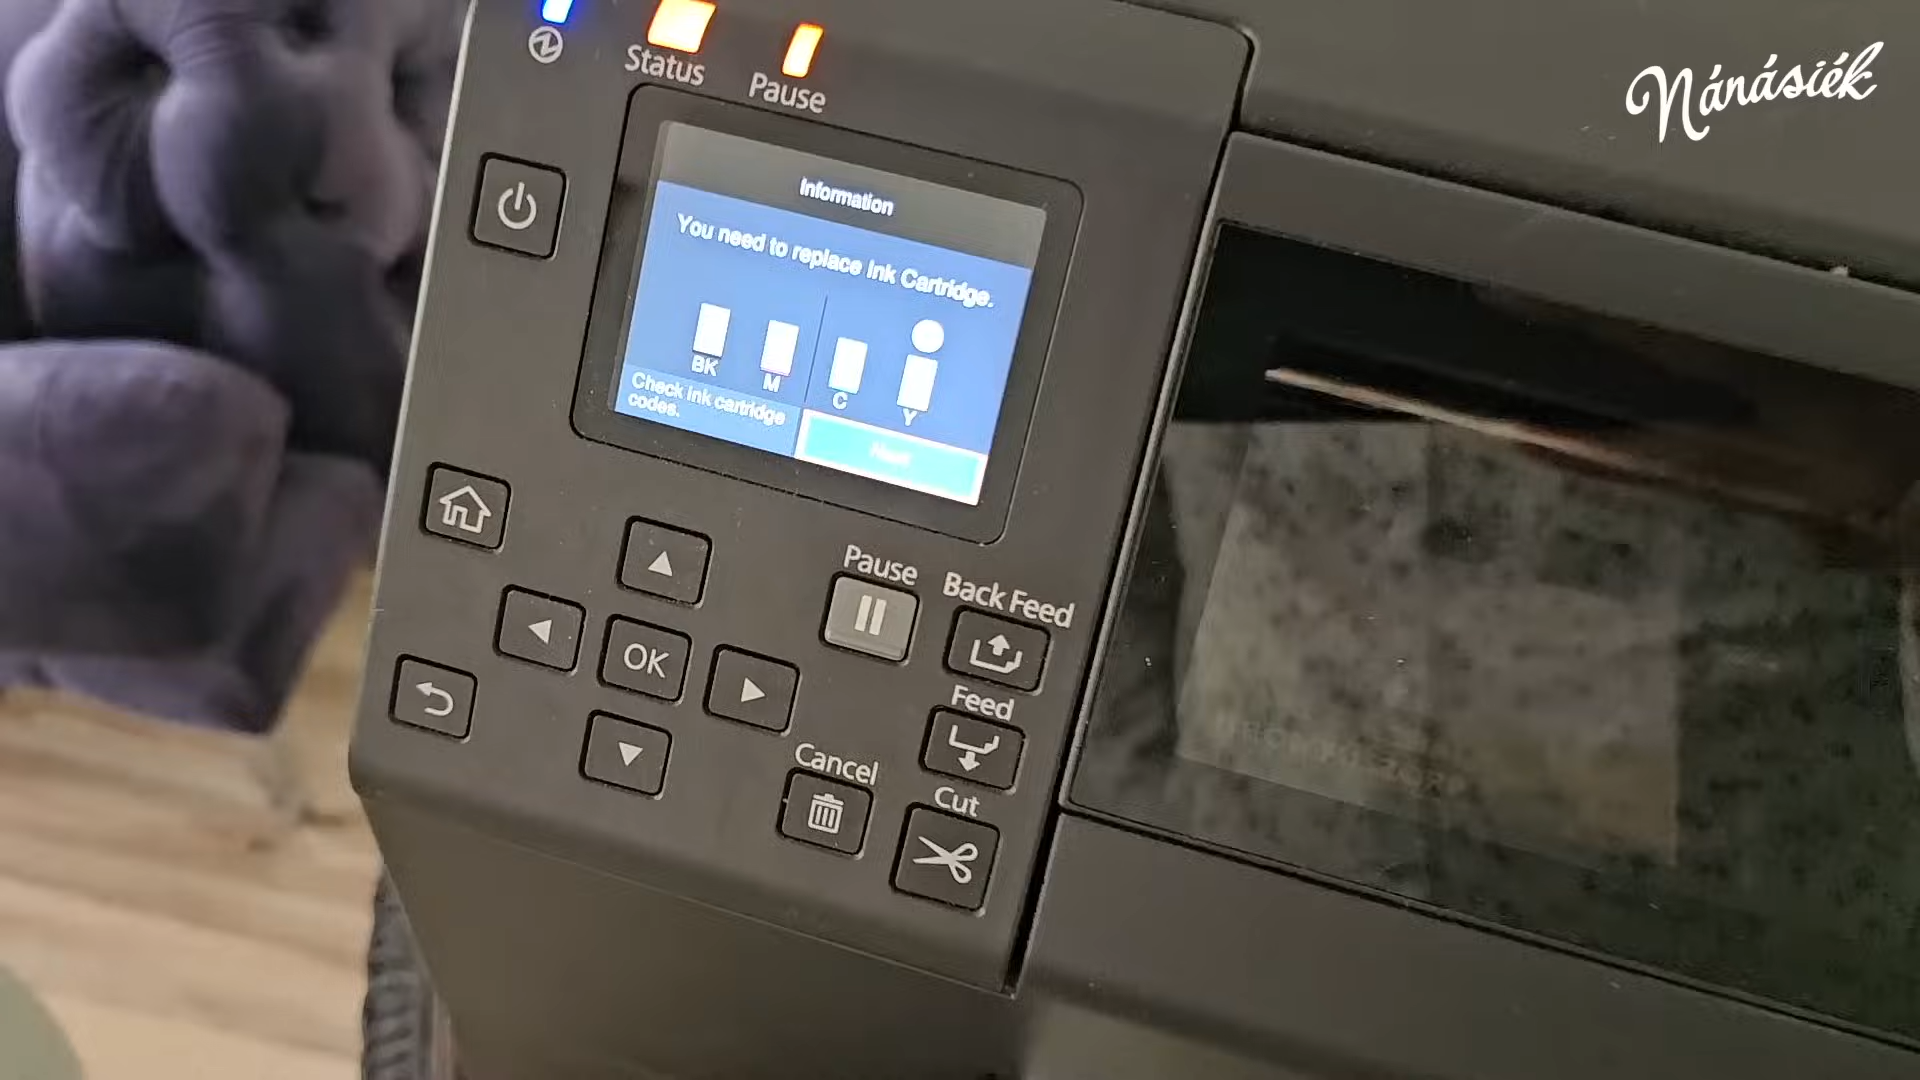 Nánásiék
Status
Pause
Information
You need to replace Ink Cartridge.
BK
M
C
Y
Check ink cartridge
codes.
Next
Pause
Back Feed
OK
Feed
Cancel
Cut